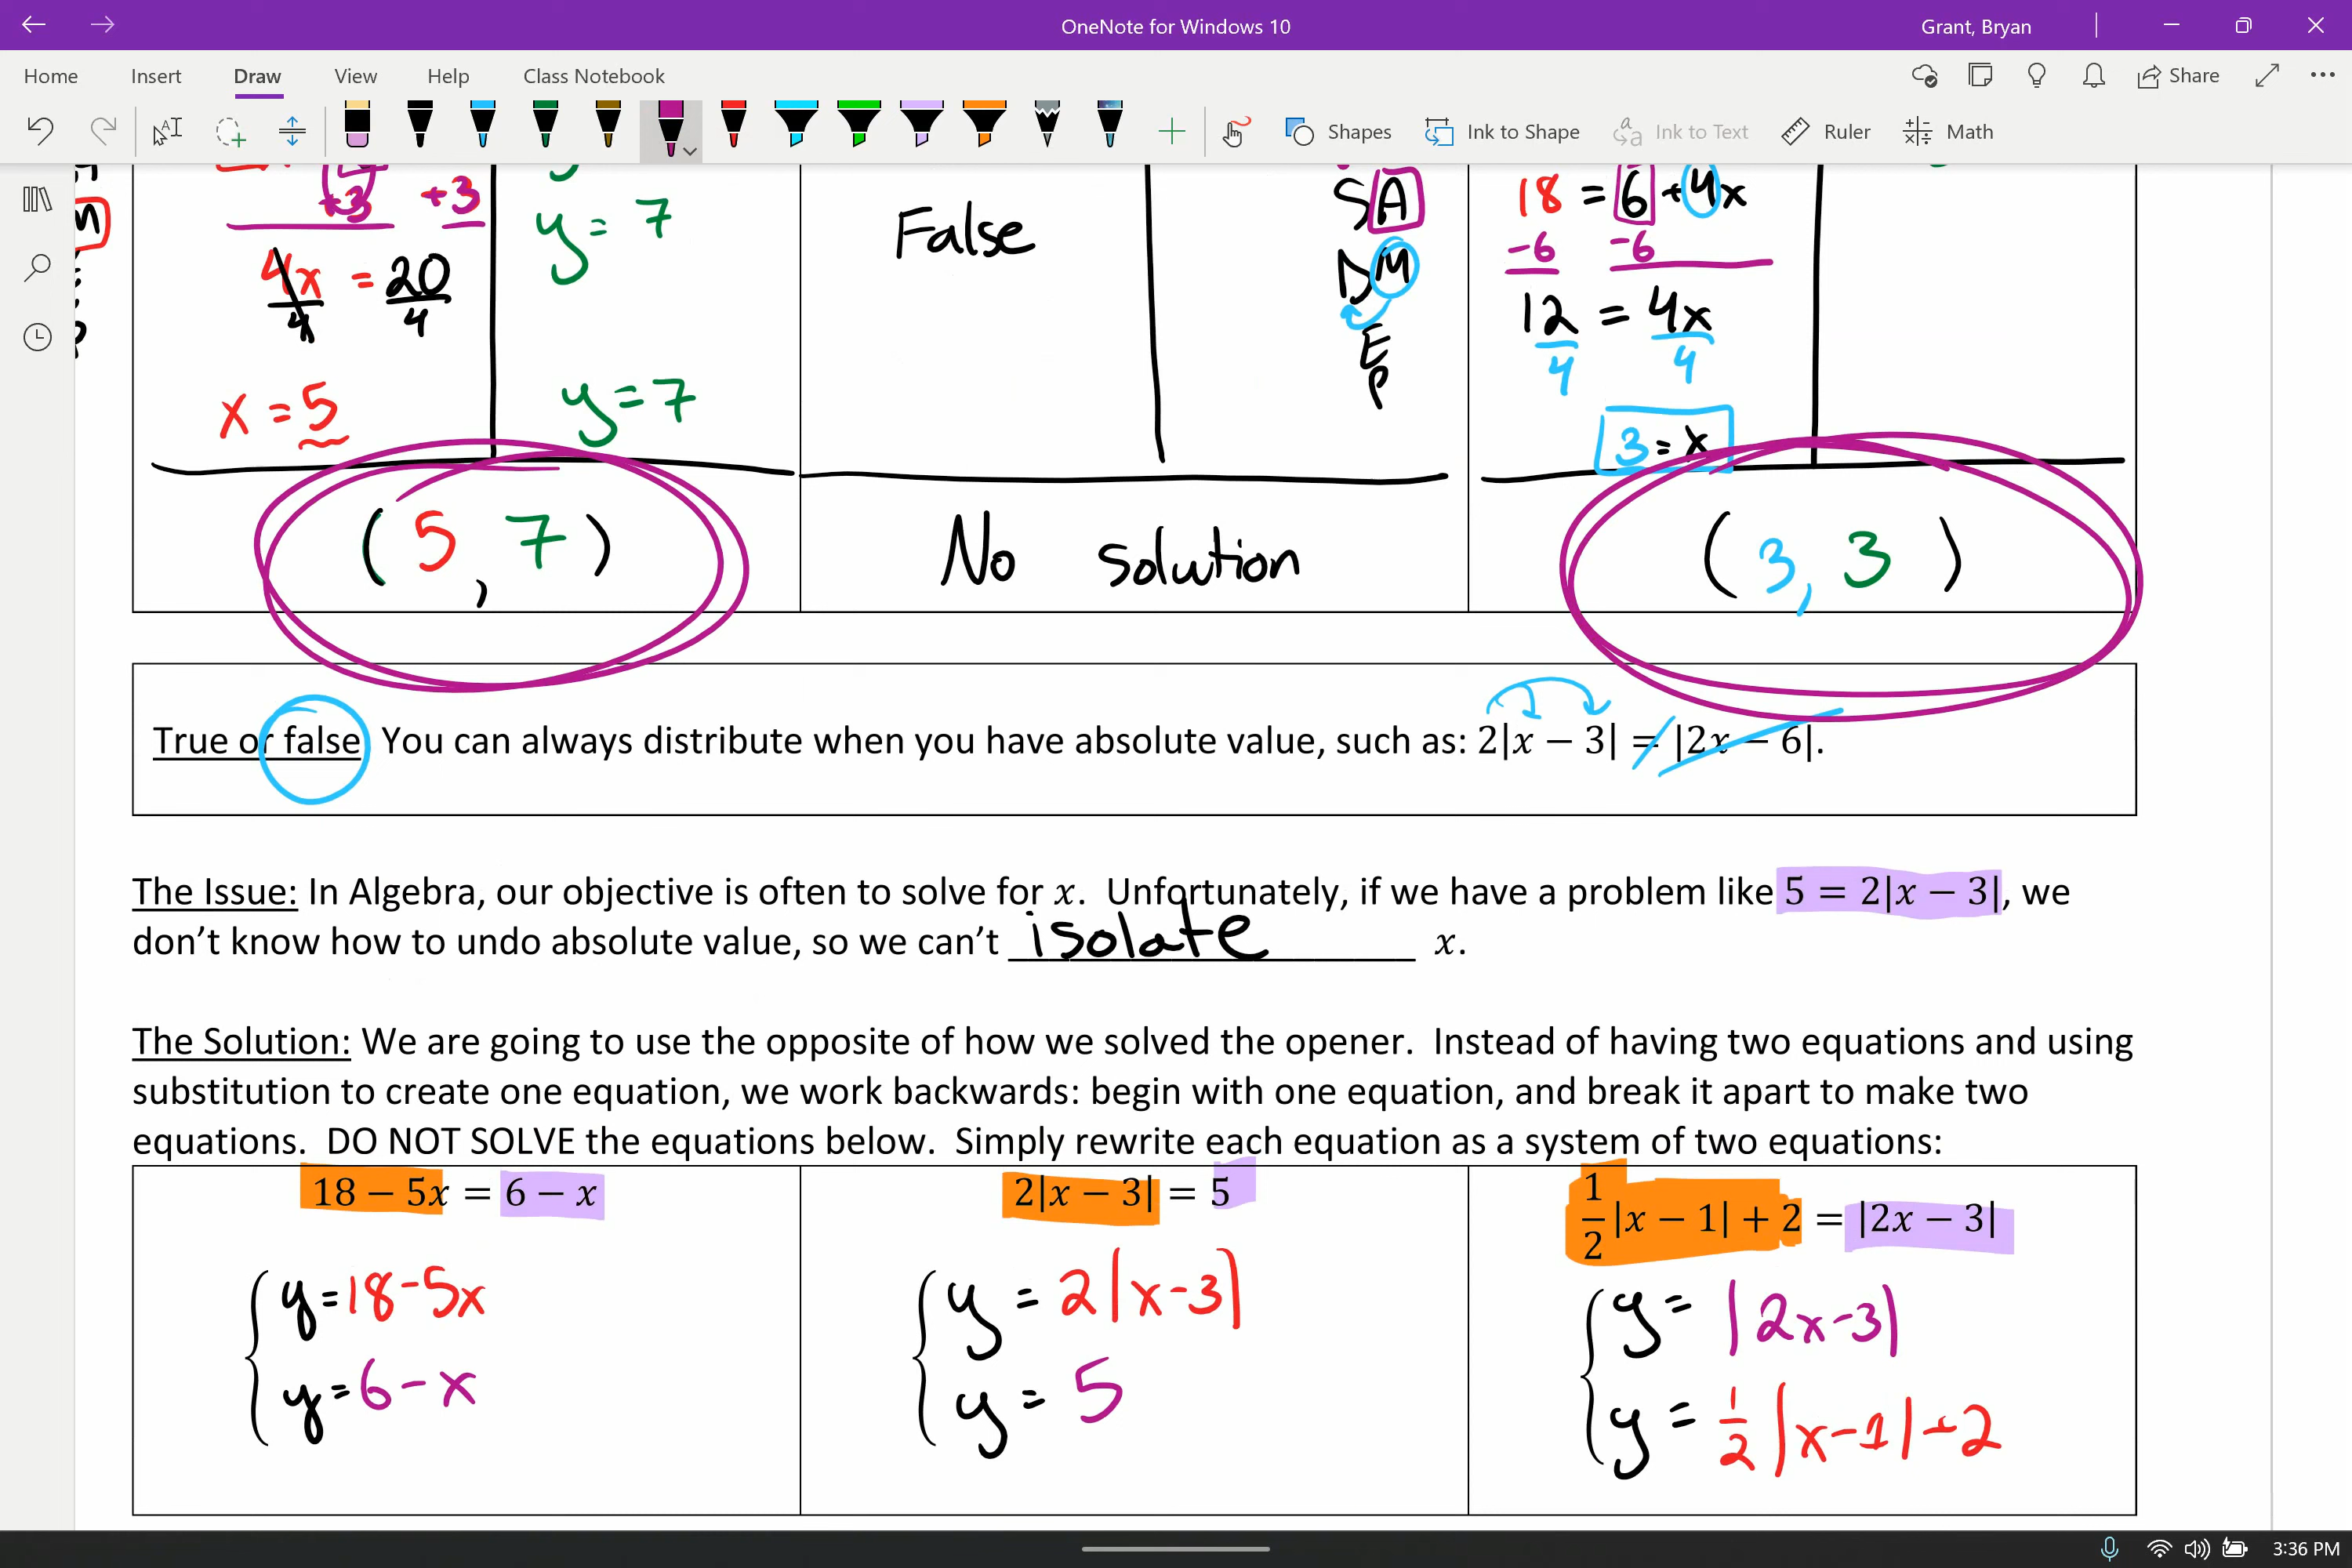 OneNote for Windows 10
Grant, Bryan
Home Insert Draw View Help Class Notebook Share
Shapes Ink to Shape Ink to Text Ruler Math
+3 +3
y = 7
4x = 20
4 4
x = 5
y = 7
(5, 7)
False
SA
DM
E
P
No solution
18 = 6 + 4x
-6 -6
12 = 4x
4 4
3 = x
(3, 3)
True or false You can always distribute when you have absolute value, such as: 2|x − 3| = |2x − 6|.
The Issue: In Algebra, our objective is often to solve for x. Unfortunately, if we have a problem like 5 = 2|x − 3|, we
don’t know how to undo absolute value, so we can’t isolate x.
The Solution: We are going to use the opposite of how we solved the opener. Instead of having two equations and using
substitution to create one equation, we work backwards: begin with one equation, and break it apart to make two
equations. DO NOT SOLVE the equations below. Simply rewrite each equation as a system of two equations:
18 − 5x = 6 − x
y = 18-5x
y = 6-x
2|x − 3| = 5
y = 2|x-3|
y = 5
1/2|x − 1| + 2 = |2x − 3|
y = |2x-3|
y = 1/2|x-1|+2
3:36 PM